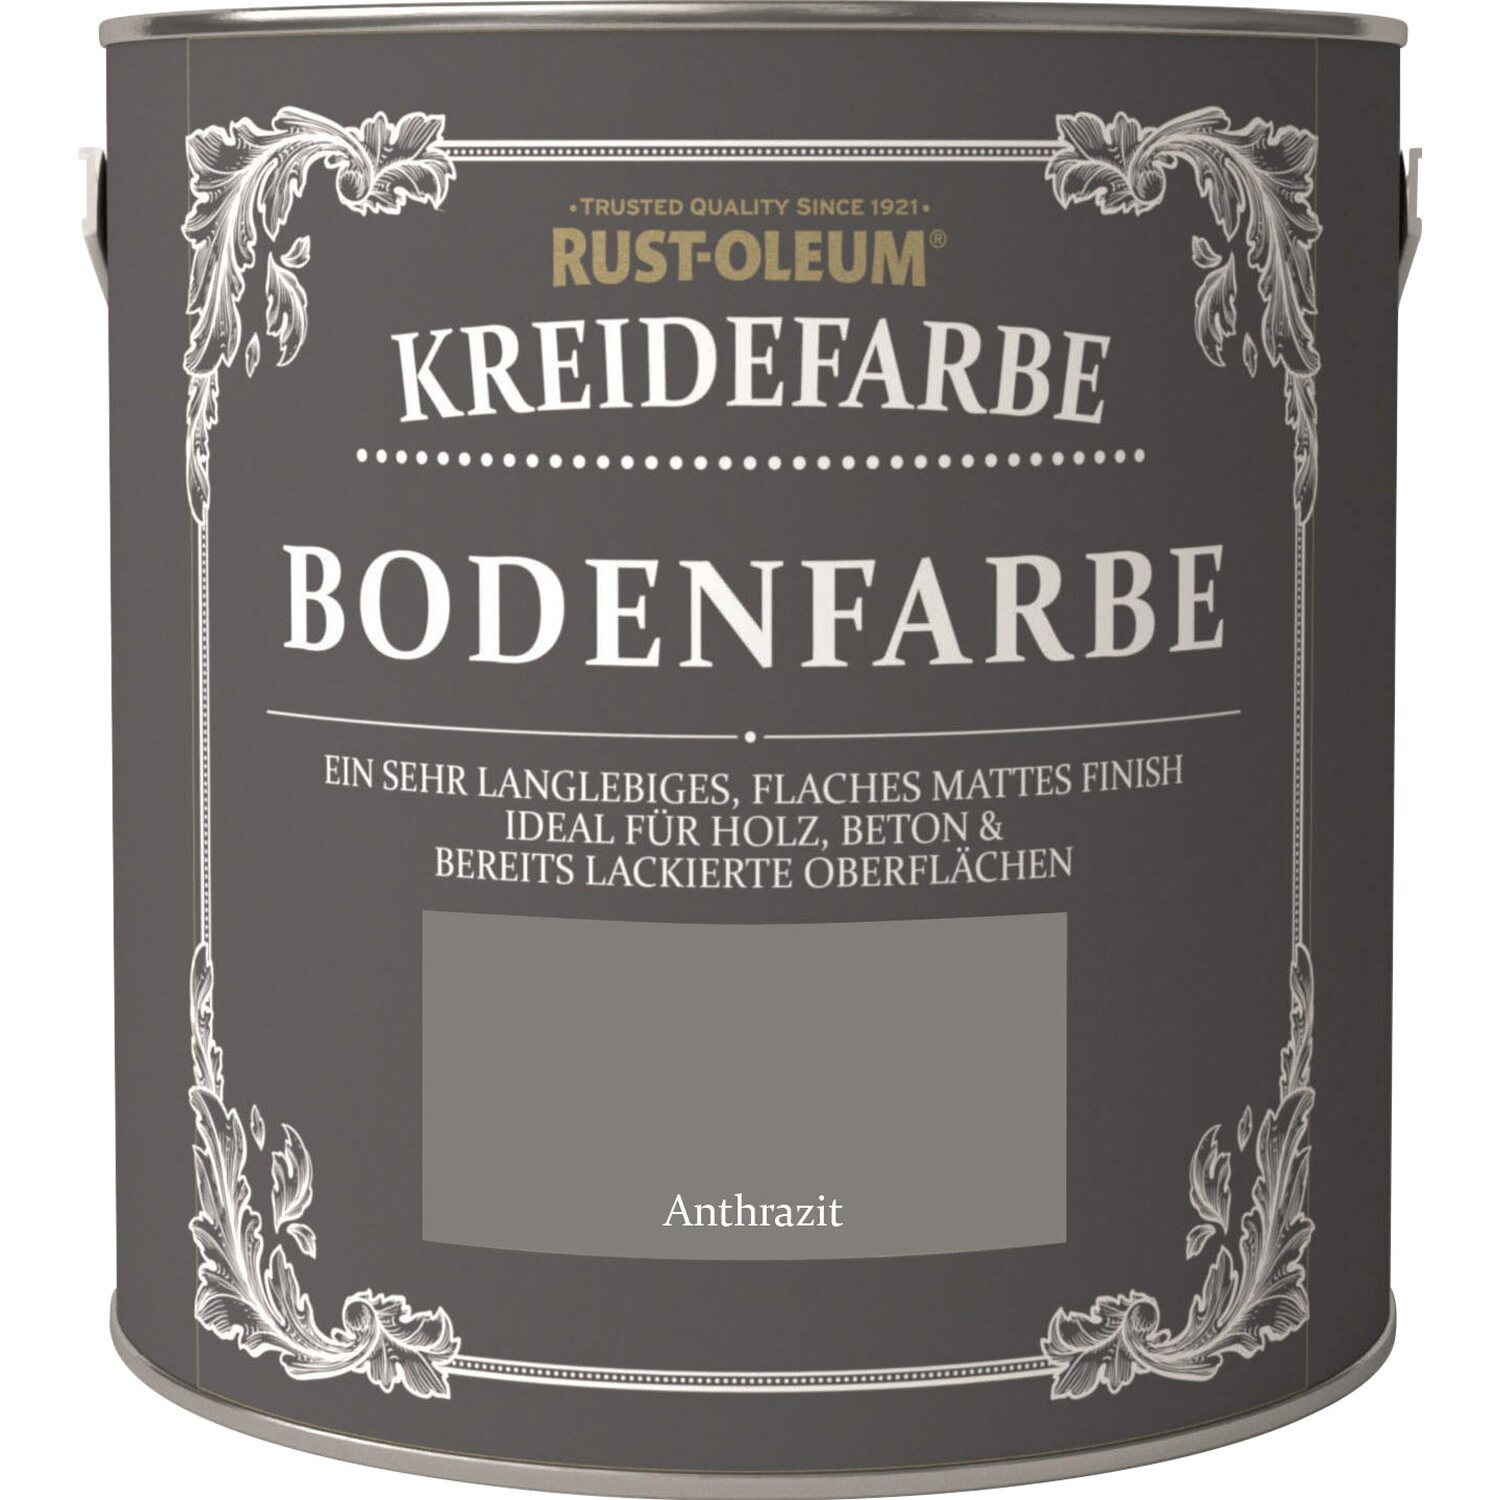 •TRUSTED QUALITY SINCE 1921•
RUST-OLEUM®
KREIDEFARBE
BODENFARBE
EIN SEHR LANGLEBIGES, FLACHES MATTES FINISH
IDEAL FÜR HOLZ, BETON &
BEREITS LACKIERTE OBERFLÄCHEN
Anthrazit